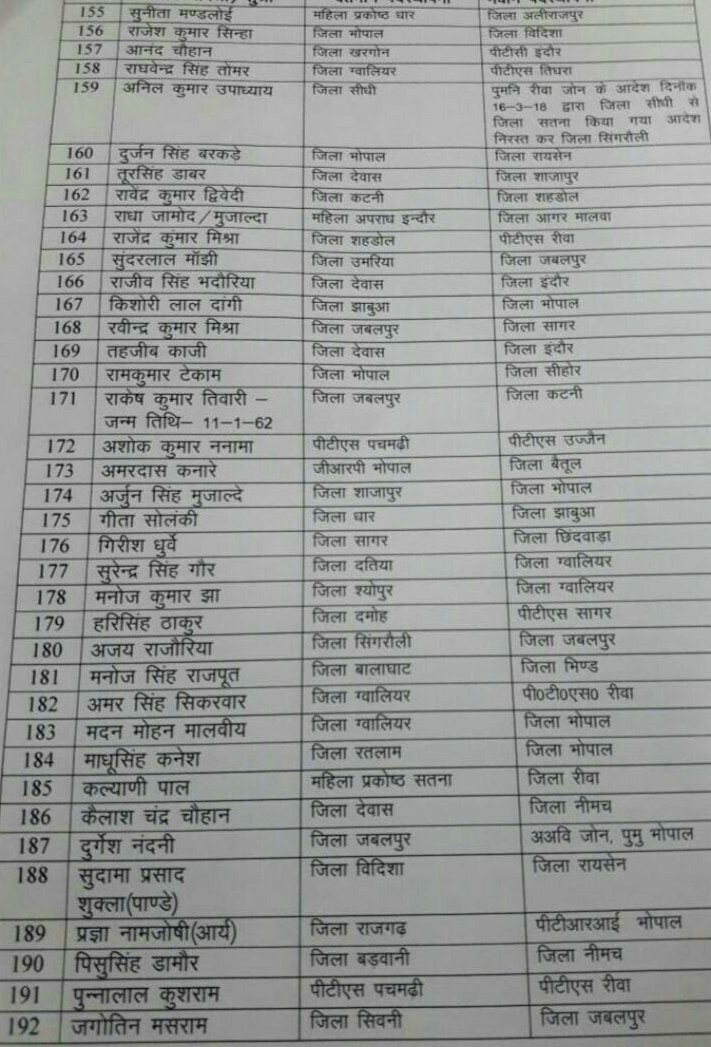 155 सुनीता मण्डलोई महिला प्रकोष्ठ धार जिला अलीराजपुर
156 राजेश कुमार सिन्हा जिला भोपाल जिला विदिशा
157 आनंद चौहान जिला खरगोन पीटीसी इंदौर
158 राघवेन्द्र सिंह तोमर जिला ग्वालियर पीटीएस तिघरा
159 अनिल कुमार उपाध्याय जिला सीधी पुमनि रीवा जोन के आदेश दिनॉक
16-3-18 द्वारा जिला सीधी से
जिला सतना किया गया आदेश
निरस्त कर जिला सिंगरौली
160 दुर्जन सिंह बरकड़े जिला भोपाल जिला रायसेन
161 तूरसिंह डाबर जिला देवास जिला शाजापुर
162 रावेंद्र कुमार द्विवेदी जिला कटनी जिला शहडोल
163 राधा जामोद / मुजाल्दा महिला अपराध इन्दौर जिला आगर मालवा
164 राजेंद्र कुंमार मिश्रा जिला शहडोल पीटीएस रीवा
165 सुंदरलाल मॉझी जिला उमरिया जिला जबलपुर
166 राजीव सिंह भदौरिया जिला देवास जिला इंदौर
167 किशोरी लाल दांगी जिला झाबुआ जिला भोपाल
168 रवीन्द्र कुमार मिश्रा जिला जबलपुर जिला सागर
169 तहजीब काजी जिला देवास जिला इंदौर
170 रामकुमार टेकाम जिला भोपाल जिला सीहोर
171 राकेष कुमार तिवारी – जिला जबलपुर जिला कटनी
जन्म तिथि– 11-1-62
172 अशोक कुमार ननामा पीटीएस पचमढी पीटीएस उज्जैन
173 अमरदास कनारे जीआरपी भोपाल जिला बैतूल
174 अर्जुन सिंह मुजाल्दे जिला शाजापुर जिला भोपाल
175 गीता सोलंकी जिला धार जिला झाबुआ
176 गिरीश धुर्वे जिला सागर जिला छिंदवाड़ा
177 सुरेन्द्र सिंह गौर जिला दतिया जिला ग्वालियर
178 मनोज कुमार झा जिला श्योपुर जिला ग्वालियर
179 हरिसिंह ठाकुर जिला दमोह पीटीएस सागर
180 अजय राजौरिया जिला सिंगरौली जिला जबलपुर
181 मनोज सिंह राजपूत जिला बालाघाट जिला भिण्ड
182 अमर सिंह सिकरवार जिला ग्वालियर पी0टी0एस0 रीवा
183 मदन मोहन मालवीय जिला ग्वालियर जिला भोपाल
184 माधूसिंह कनेश जिला रतलाम जिला भोपाल
185 कल्याणी पाल महिला प्रकोष्ठ सतना जिला रीवा
186 कैलाश चंद्र चौहान जिला देवास जिला नीमच
187 दुर्गेश नंदनी जिला जबलपुर अअवि जोन, पुमु भोपाल
188 सुदामा प्रसाद जिला विदिशा जिला रायसेन
शुक्ला(पाण्डे)
189 प्रज्ञा नामजोषी(आर्य) जिला राजगढ़ पीटीआरआई भोपाल
190 पिसुसिंह डामौर जिला बड़वानी जिला नीमच
191 पुन्नालाल कुशराम पीटीएस पचमढ़ी पीटीएस रीवा
192 जगोतिन मसराम जिला सिवनी जिला जबलपुर